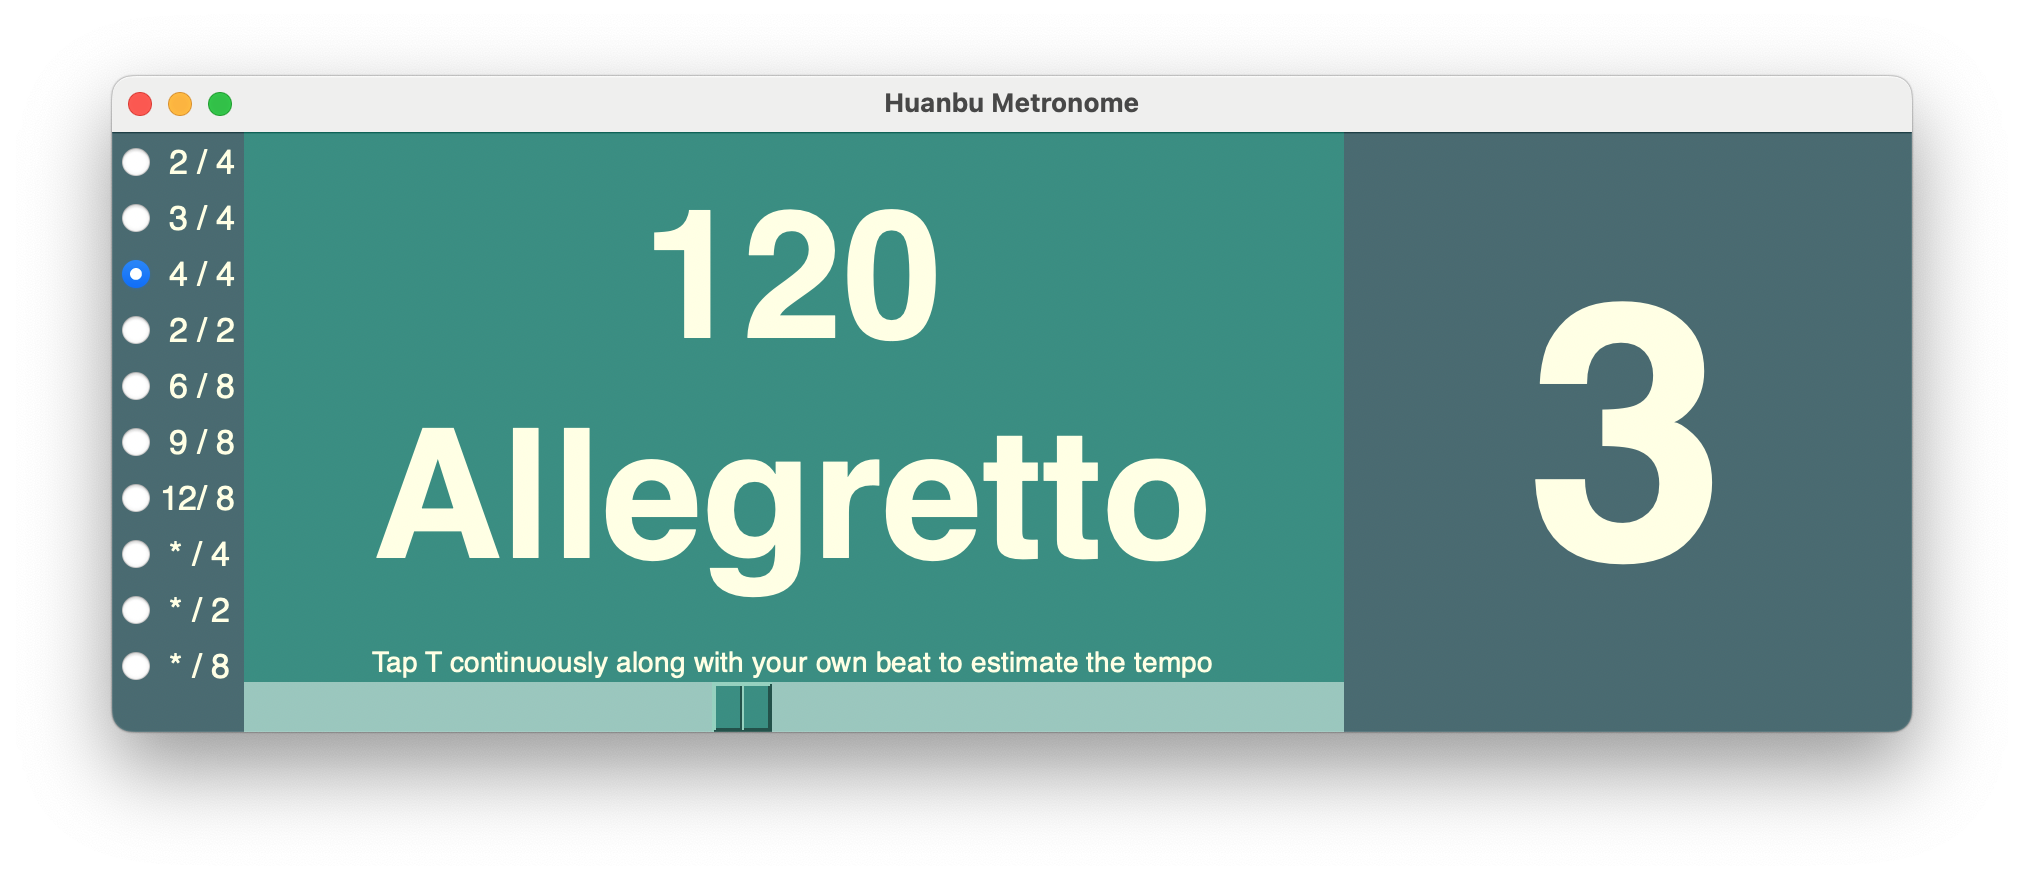 Huanbu Metronome
2 / 4
3 / 4
4 / 4
2 / 2
6 / 8
9 / 8
12/ 8
* / 4
* / 2
* / 8
120
Allegretto
Tap T continuously along with your own beat to estimate the tempo
3